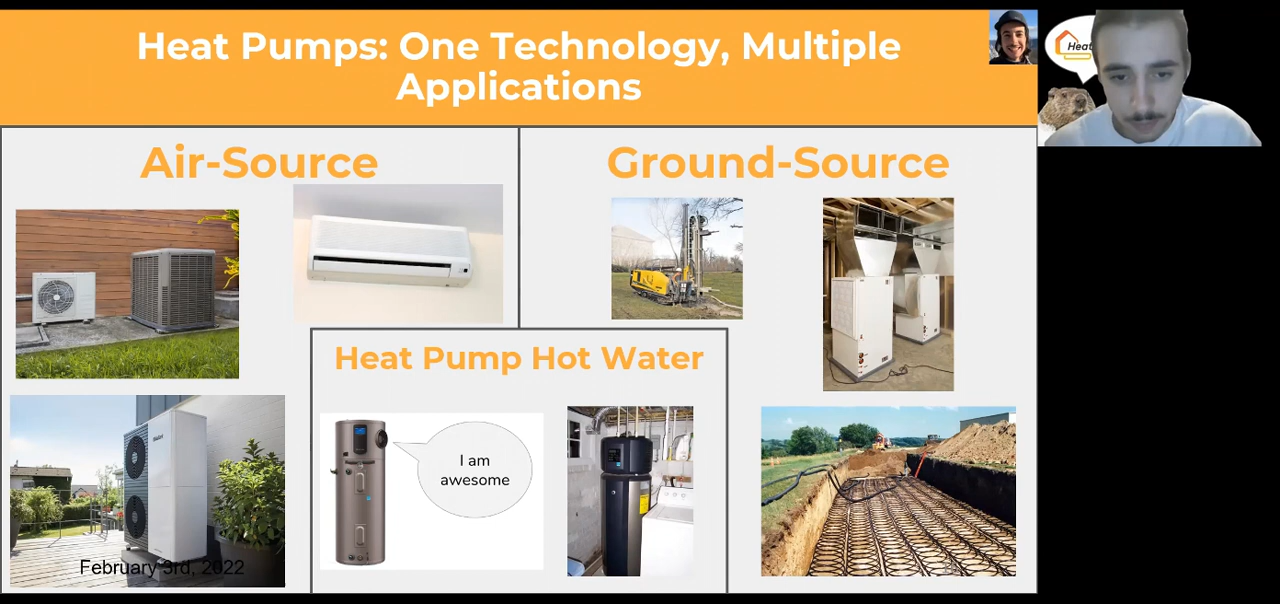 Heat Pumps: One Technology, Multiple
Applications
Air-Source
Ground-Source
Heat Pump Hot Water
I am
awesome
February 3rd, 2022
Heat